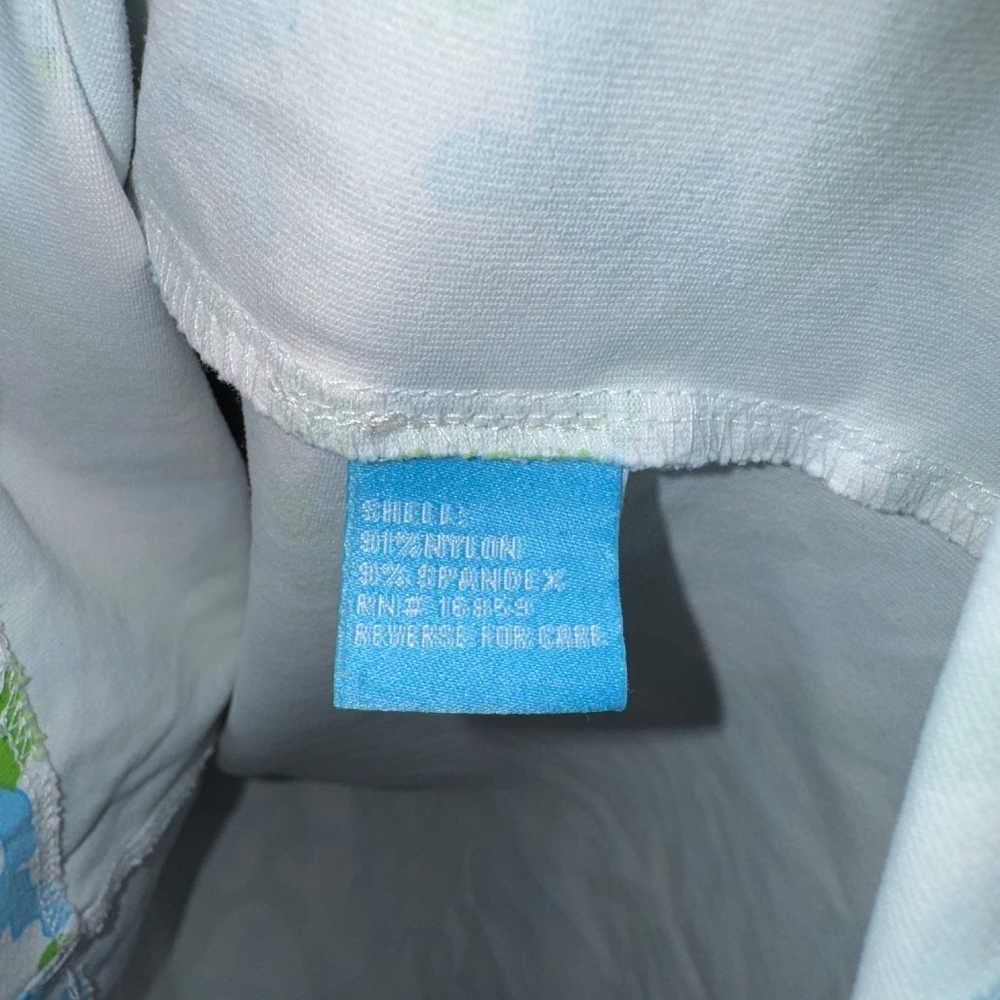 SHELL:
91% NYLON
9% SPANDEX
RN# 16859
REVERSE FOR CARE